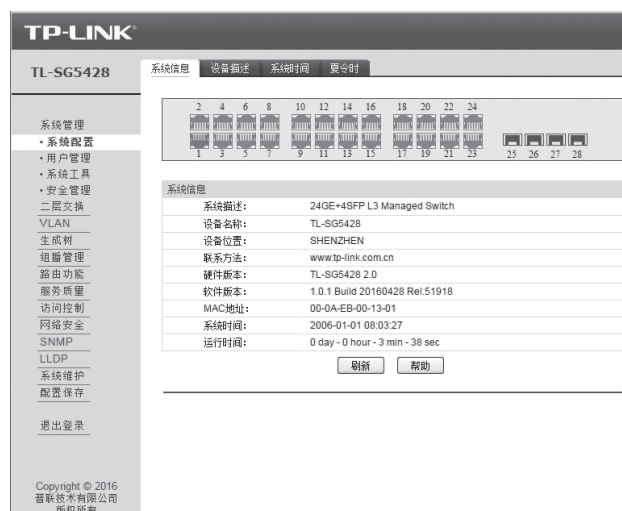 TP-LINK®
TL-SG5428
系统信息 设备描述 系统时间 夏令时
系统管理
•系统配置
•用户管理
•系统工具
•安全管理
二层交换
VLAN
生成树
组播管理
路由功能
服务质量
访问控制
网络安全
SNMP
LLDP
系统维护
配置保存
退出登录
Copyright © 2016
普联技术有限公司
版权所有
2 4 6 8 10 12 14 16 18 20 22 24
1 3 5 7 9 11 13 15 17 19 21 23 25 26 27 28
系统信息
系统描述: 24GE+4SFP L3 Managed Switch
设备名称: TL-SG5428
设备位置: SHENZHEN
联系方法: www.tp-link.com.cn
硬件版本: TL-SG5428 2.0
软件版本: 1.0.1 Build 20160428 Rel.51918
MAC地址: 00-0A-EB-00-13-01
系统时间: 2006-01-01 08:03:27
运行时间: 0 day - 0 hour - 3 min - 38 sec
刷新 帮助